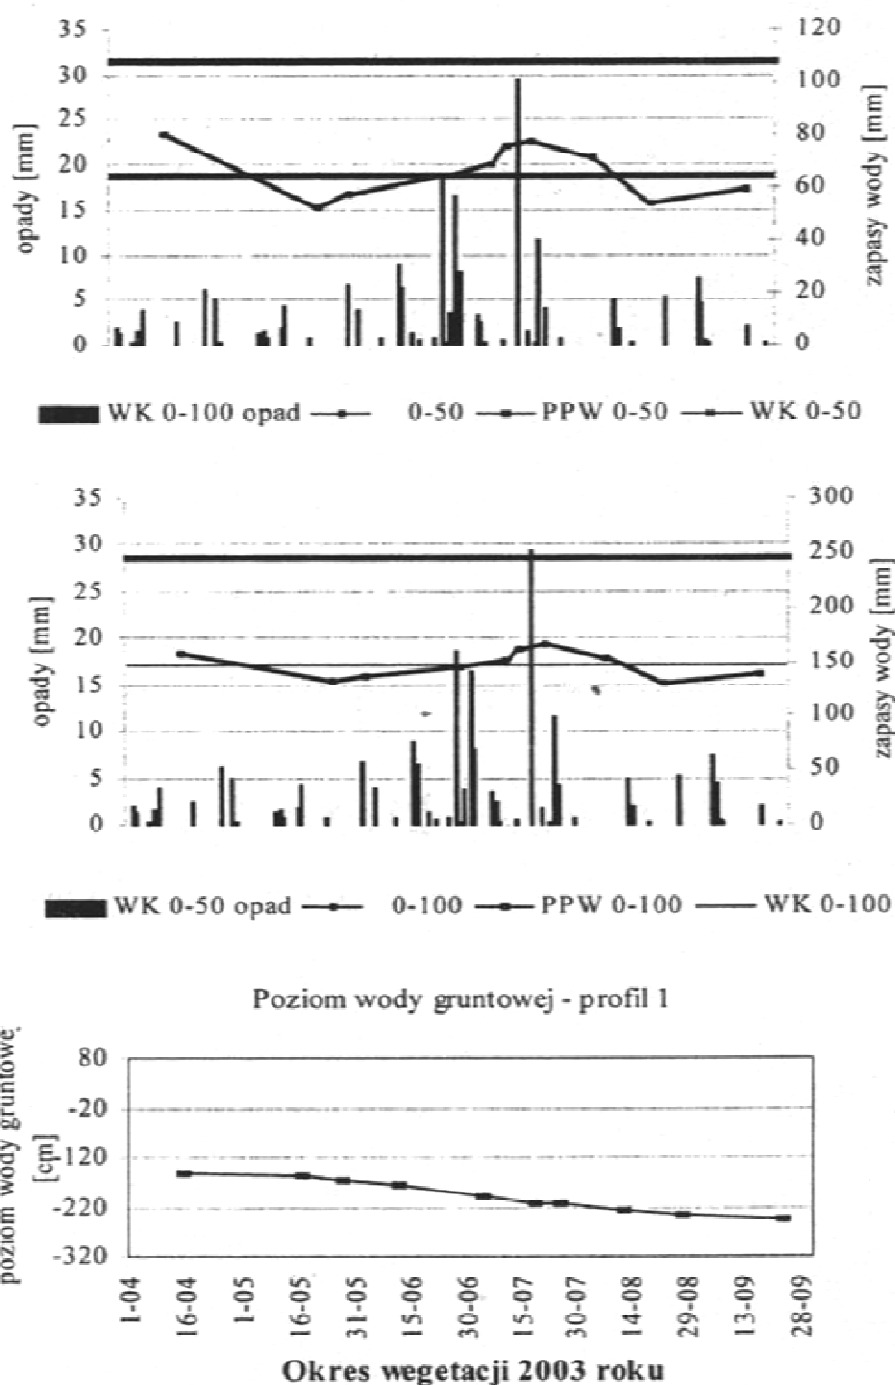 35 120
30 100
25 80
20 60
15 40
10 20
5
0 0
opady [mm]
zapasy wody [mm]
WK 0-100 opad 0-50 PPW 0-50 WK 0-50
35 300
30 250
25 200
20 150
15 100
10 50
5
0 0
opady [mm]
zapasy wody [mm]
WK 0-50 opad 0-100 PPW 0-100 WK 0-100
Poziom wody gruntowej - profil 1
poziom wody gruntowe
[cm]
80
-20
-120
-220
-320
1-04 16-04 1-05 16-05 31-05 15-06 30-06 15-07 30-07 14-08 29-08 13-09 28-09
Okres wegetacji 2003 roku